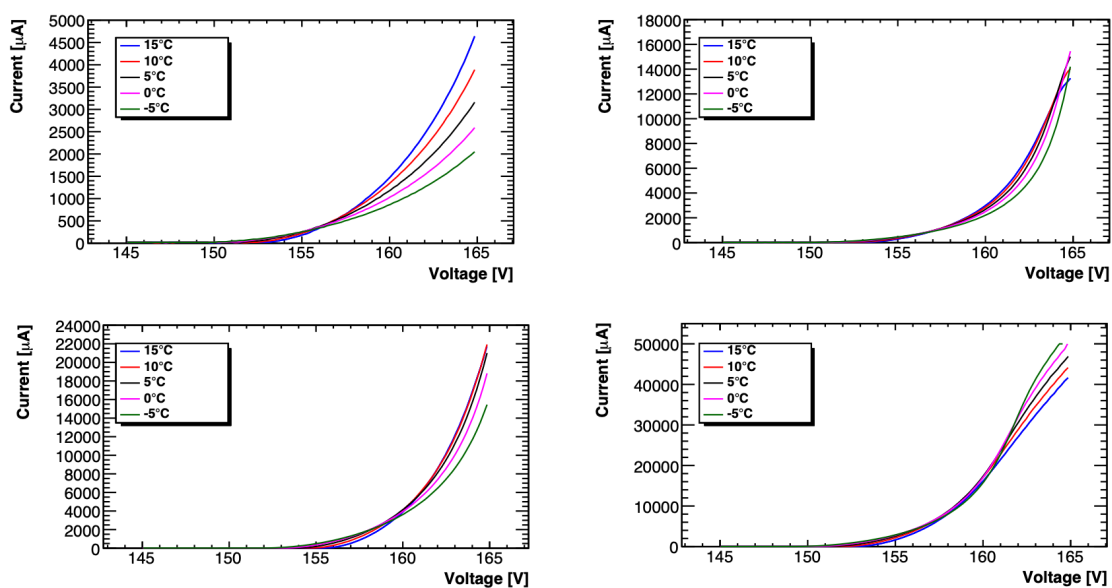 Current [μA]
5000
4500
4000
3500
3000
2500
2000
1500
1000
500
0
15°C
10°C
5°C
0°C
-5°C
145 150 155 160 165
Voltage [V]
Current [μA]
18000
16000
14000
12000
10000
8000
6000
4000
2000
0
15°C
10°C
5°C
0°C
-5°C
145 150 155 160 165
Voltage [V]
Current [μA]
24000
22000
20000
18000
16000
14000
12000
10000
8000
6000
4000
2000
0
15°C
10°C
5°C
0°C
-5°C
145 150 155 160 165
Voltage [V]
Current [μA]
50000
40000
30000
20000
10000
0
15°C
10°C
5°C
0°C
-5°C
145 150 155 160 165
Voltage [V]